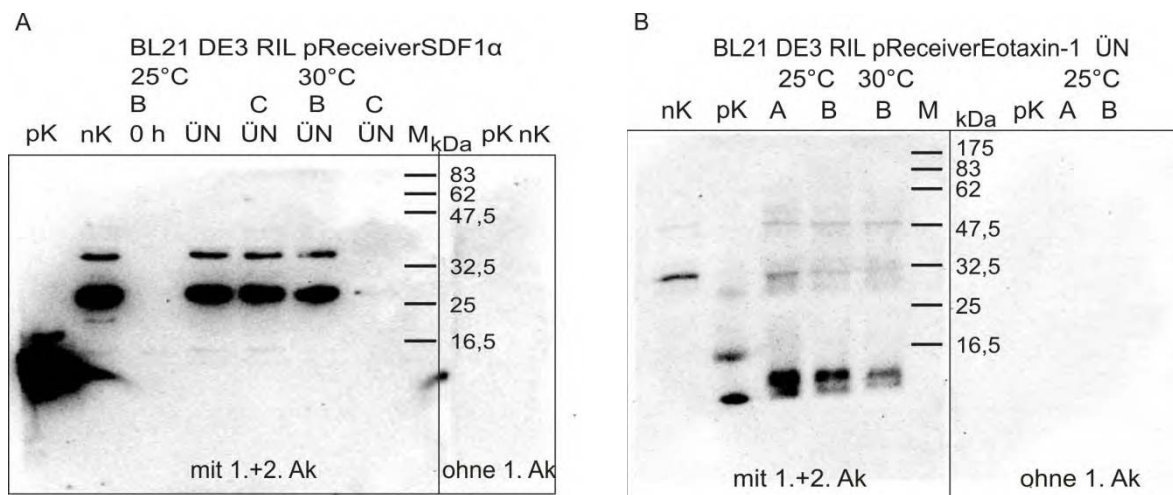 A
BL21 DE3 RIL pReceiverSDF1α
25°C 30°C
B C B C
pK nK 0 h ÜN ÜN ÜN ÜN M kDa pK nK
83
62
47,5
32,5
25
16,5
mit 1.+2. Ak ohne 1. Ak
B
BL21 DE3 RIL pReceiverEotaxin-1 ÜN
25°C 30°C 25°C
nK pK A B B M kDa pK A B
175
83
62
47,5
32,5
25
16,5
mit 1.+2. Ak ohne 1. Ak